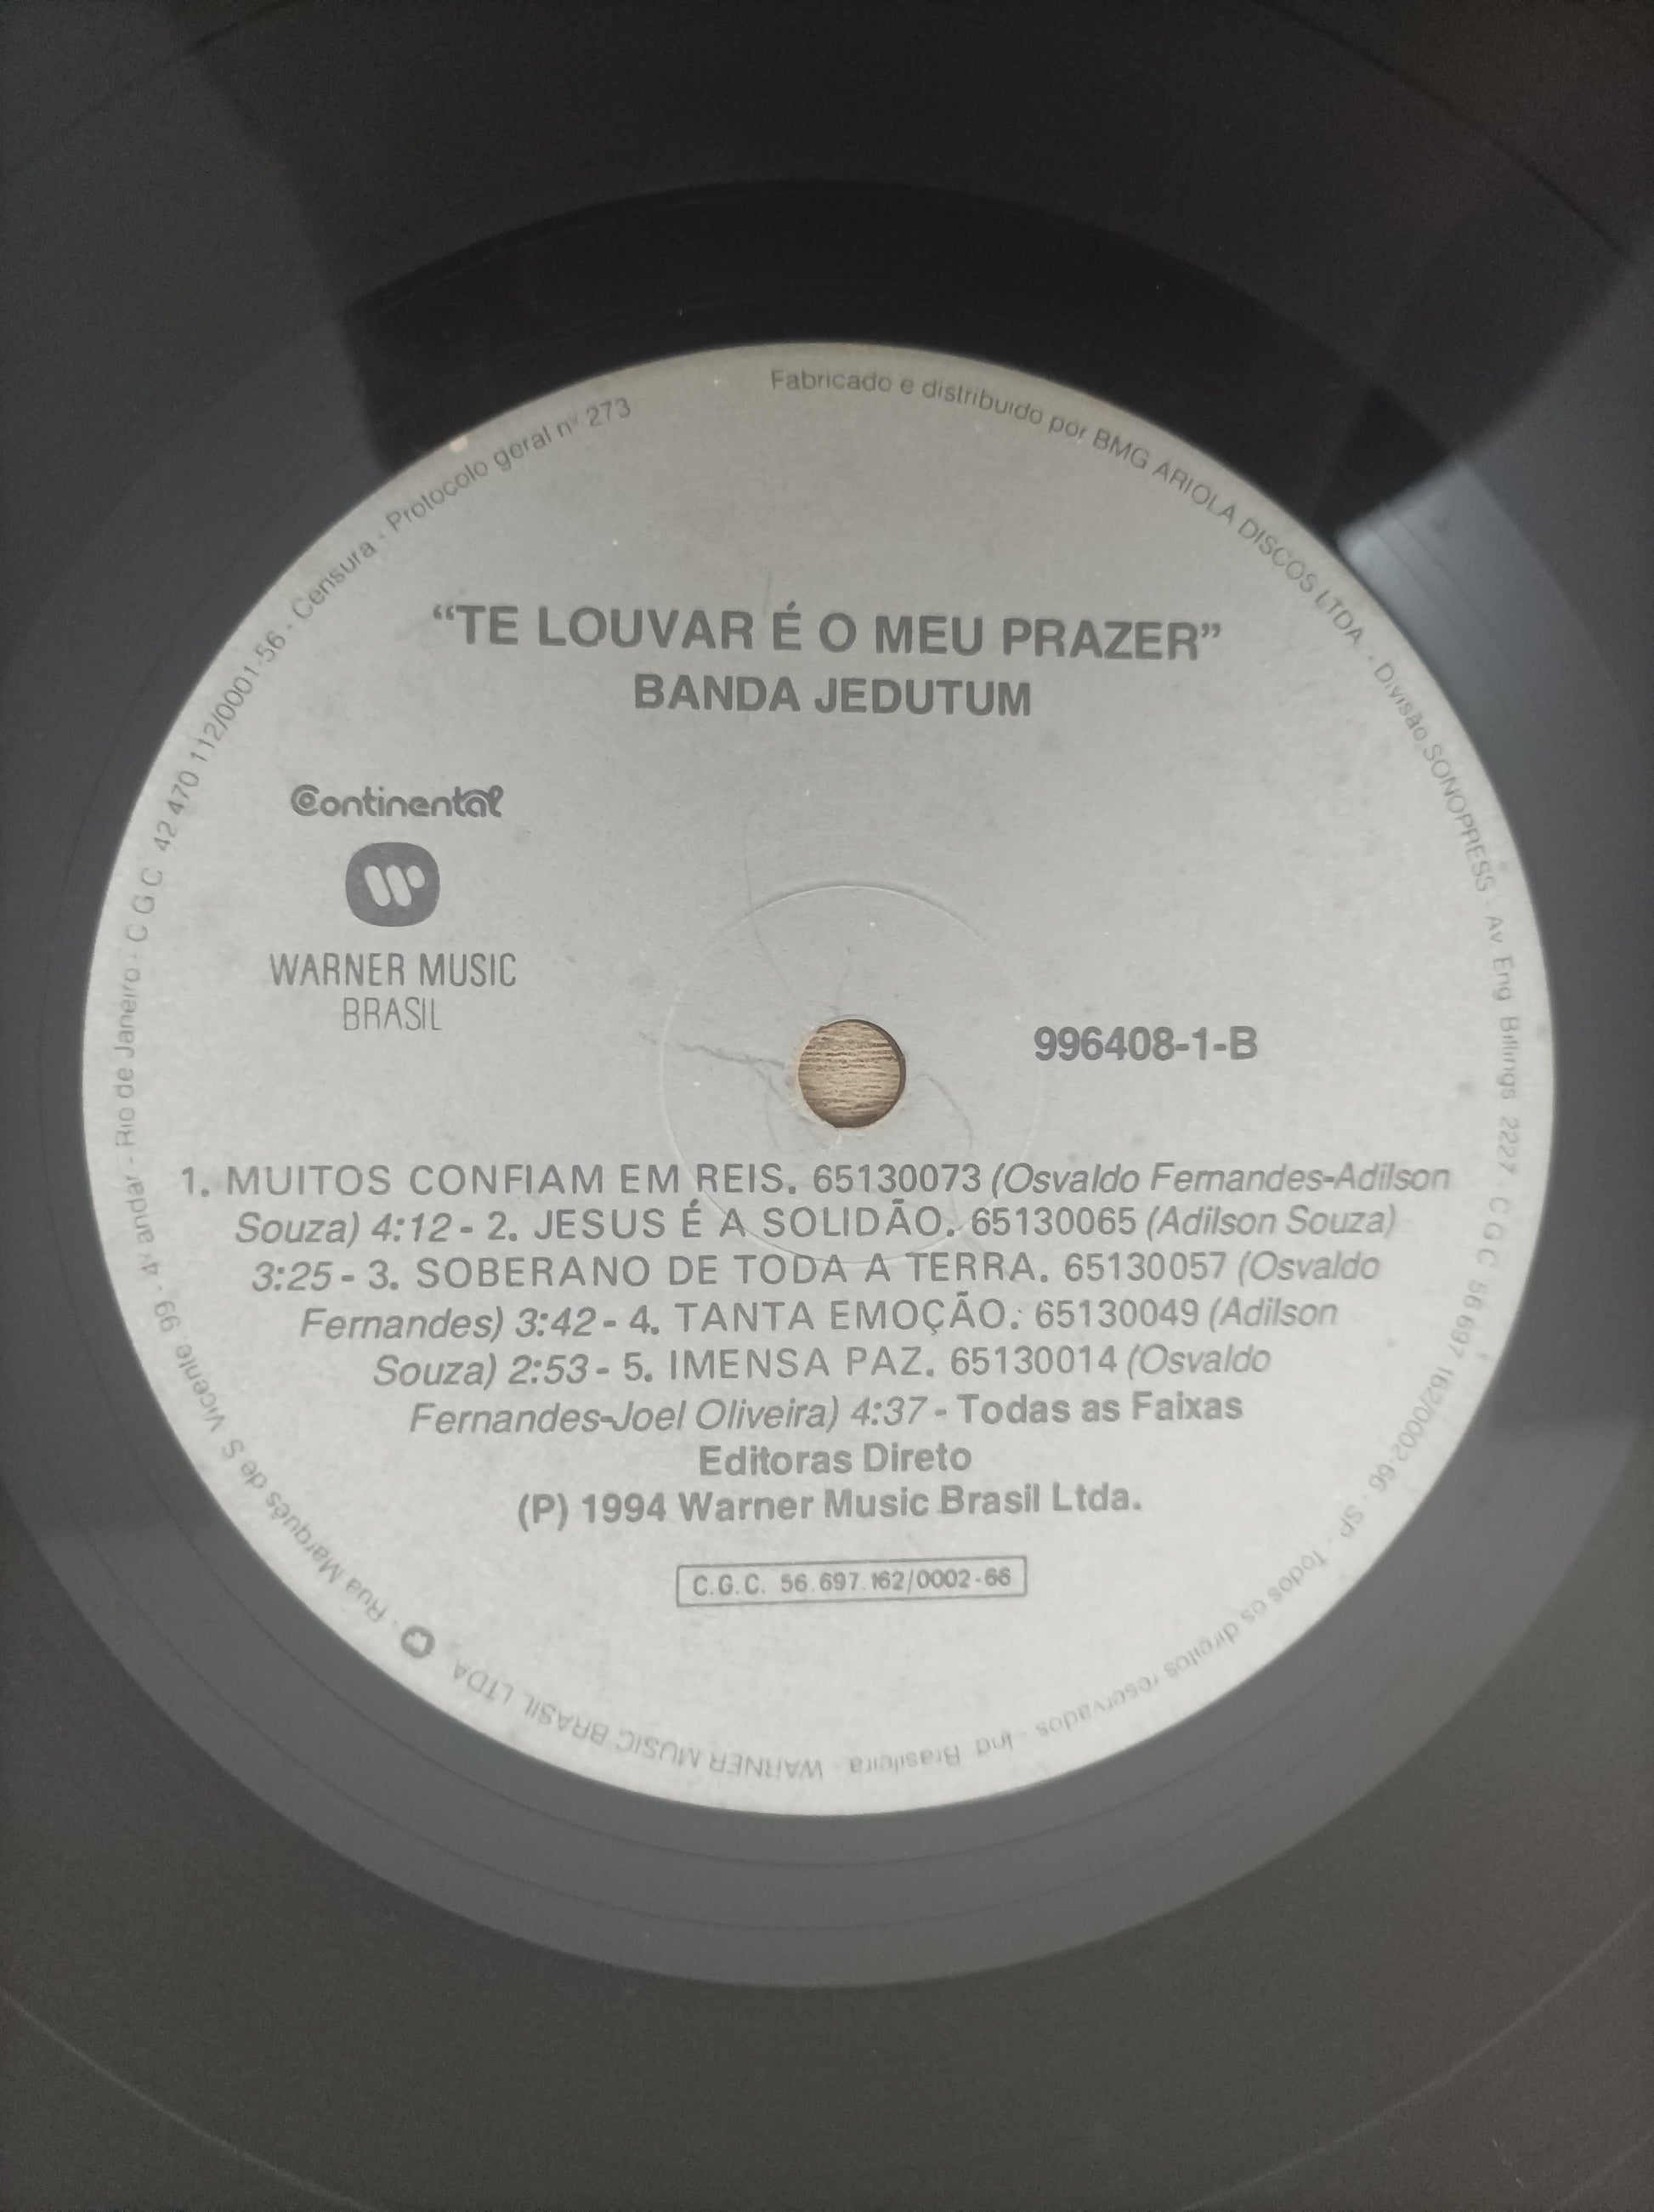 Fabricado e distribuido por BMG ARIOLA DISCOS LTDA. - Divisão SONOPRESS - Av Eng Billings 2227 - C G C 56 697 162/0002-66 - Sp - Todos os direitos reservados - Ind Brasileira - WARNER MUSIC BRASIL LTDA - Rua Marquês de S Vicente, 99 - 4º andar - Rio de Janeiro - C G C 42 470 112/0001-56 - Censura - Protocolo geral nº 273
“TE LOUVAR É O MEU PRAZER”
BANDA JEDUTUM
Continental
WARNER MUSIC
BRASIL
996408-1-B
1. MUITOS CONFIAM EM REIS. 65130073 (Osvaldo Fernandes-Adilson
Souza) 4:12 - 2. JESUS É A SOLIDÃO. 65130065 (Adilson Souza)
3:25 - 3. SOBERANO DE TODA A TERRA. 65130057 (Osvaldo
Fernandes) 3:42 - 4. TANTA EMOÇÃO. 65130049 (Adilson
Souza) 2:53 - 5. IMENSA PAZ. 65130014 (Osvaldo
Fernandes-Joel Oliveira) 4:37 - Todas as Faixas
Editoras Direto
(P) 1994 Warner Music Brasil Ltda.
C.G.C. 56.697.162/0002-66